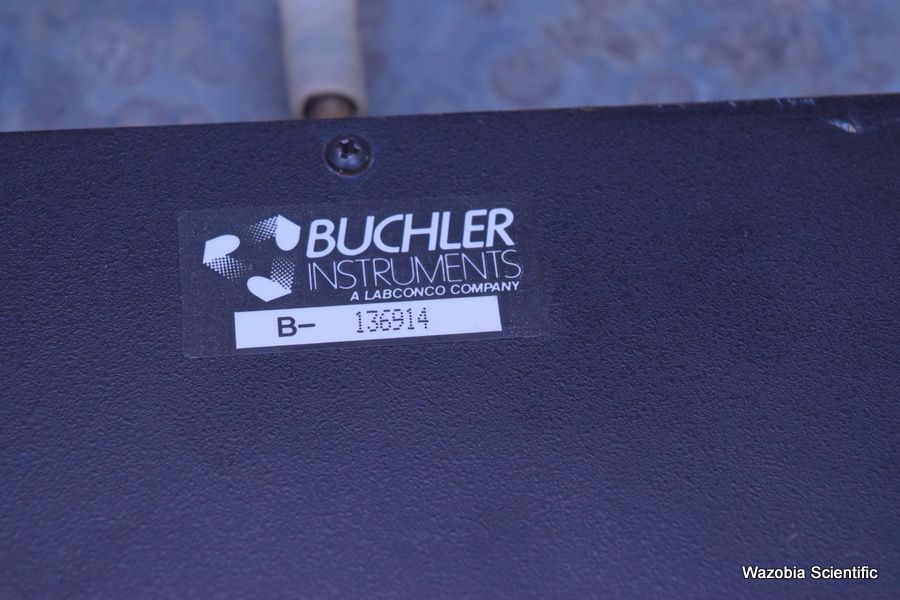 BUCHLER
INSTRUMENTS
A LABCONCO COMPANY
B- 136914
Wazobia Scientific